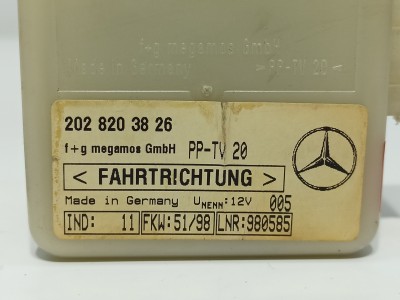 f+g megamos GmbH
Made in Germany >PP-TV 20<
202 820 38 26
f+g megamos GmbH PP-TV 20
< FAHRTRICHTUNG >
Made in Germany UNENN:12V 005
IND: 11 FKW:51/98 LNR:980585